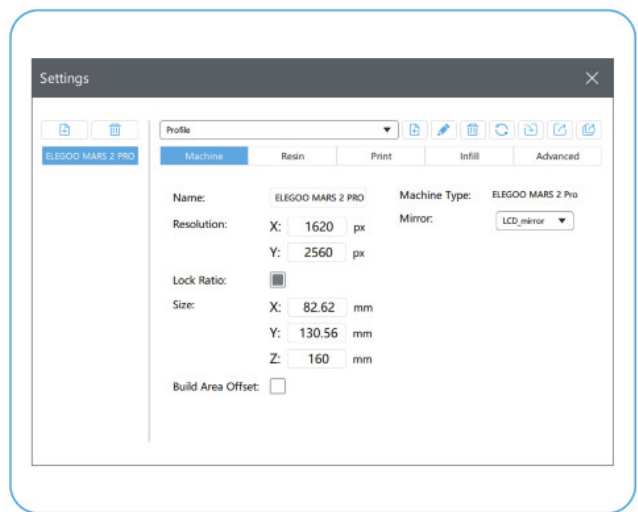 Settings
Profile
ELEGOO MARS 2 PRO
Machine Resin Print Infill Advanced
Name: ELEGOO MARS 2 PRO Machine Type: ELEGOO MARS 2 Pro
Resolution: X: 1620 px Mirror: LCD_mirror
Y: 2560 px
Lock Ratio:
Size: X: 82.62 mm
Y: 130.56 mm
Z: 160 mm
Build Area Offset: